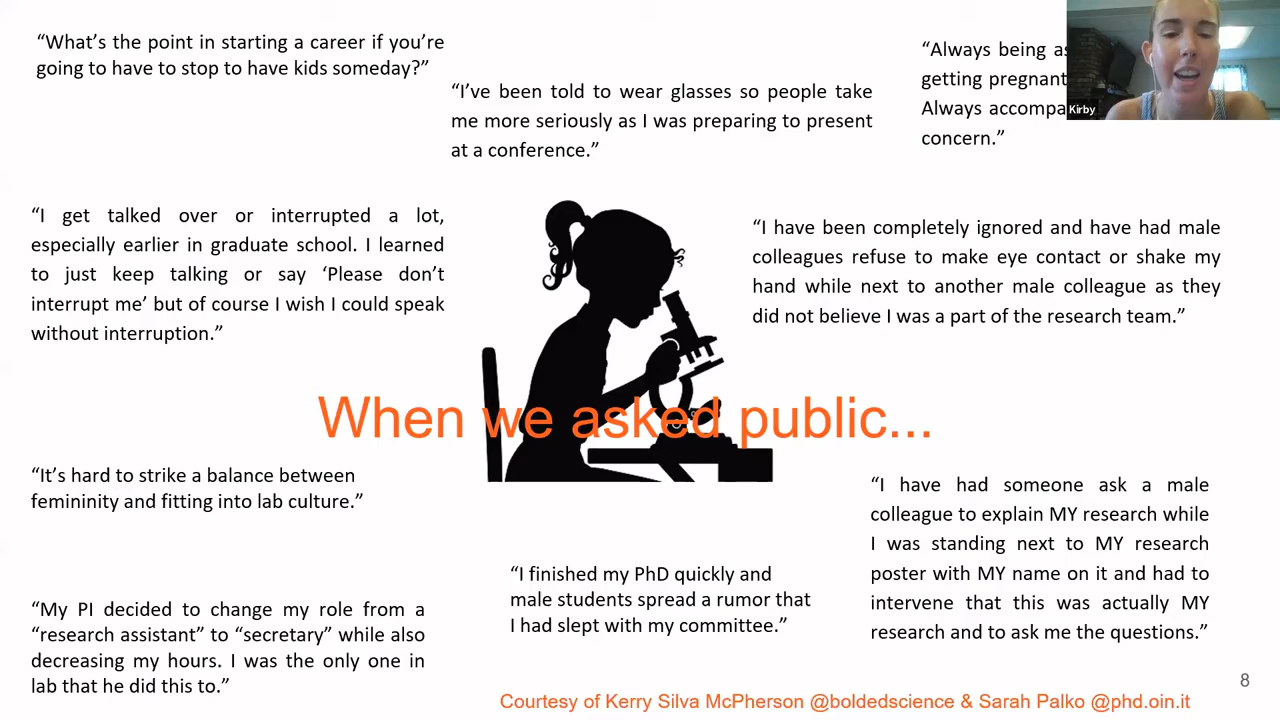 “What’s the point in starting a career if you’re
going to have to stop to have kids someday?”
“I’ve been told to wear glasses so people take
me more seriously as I was preparing to present
at a conference.”
“Always being
getting pregnant
Always
concern.”
Kirby
“I get talked over or interrupted a lot,
especially earlier in graduate school. I learned
to just keep talking or say ‘Please don’t
interrupt me’ but of course I wish I could speak
without interruption.”
“I have been completely ignored and have had male
colleagues refuse to make eye contact or shake my
hand while next to another male colleague as they
did not believe I was a part of the research team.”
When we asked public...
“It’s hard to strike a balance between
femininity and fitting into lab culture.”
“I have had someone ask a male
colleague to explain MY research while
I was standing next to MY research
poster with MY name on it and had to
intervene that this was actually MY
research and to ask me the questions.”
“I finished my PhD quickly and
male students spread a rumor that
I had slept with my committee.”
“My PI decided to change my role from a
“research assistant” to “secretary” while also
decreasing my hours. I was the only one in
lab that he did this to.”
8
Courtesy of Kerry Silva McPherson @boldedscience & Sarah Palko @phd.oin.it